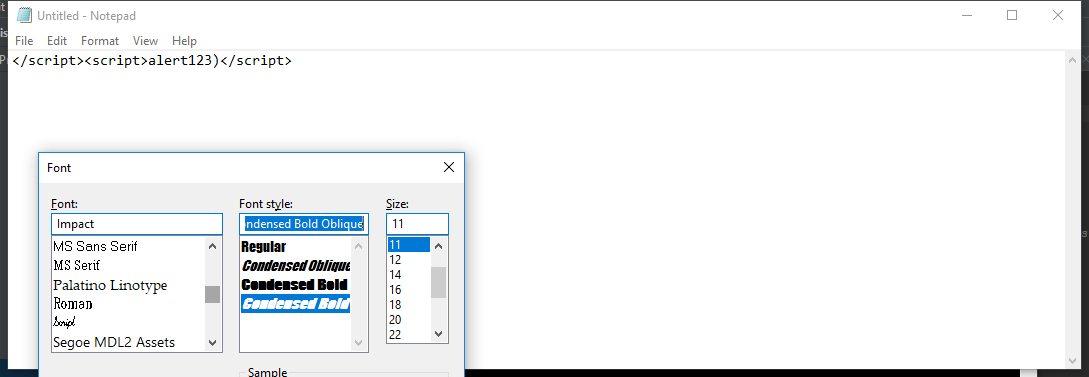 Untitled - Notepad
File Edit Format View Help
</script><script>alert123)</script>
Font
Font: Font style: Size:
Impact ndensed Bold Oblique 11
MS Sans Serif Regular 11
MS Serif Condensed Oblique 12
Palatino Linotype Condensed Bold 14
Roman Condensed Bold 16
Script 18
Segoe MDL2 Assets 20
22
Sample